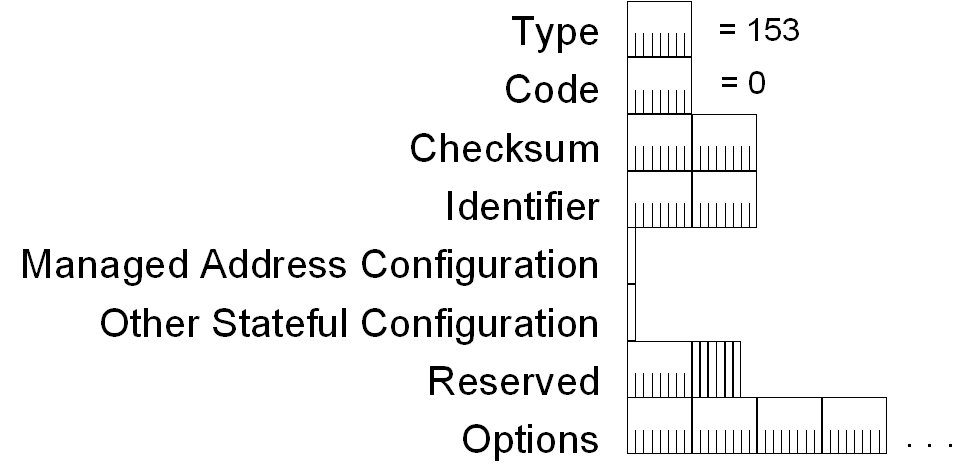 Type = 153
Code = 0
Checksum
Identifier
Managed Address Configuration
Other Stateful Configuration
Reserved
Options . . .